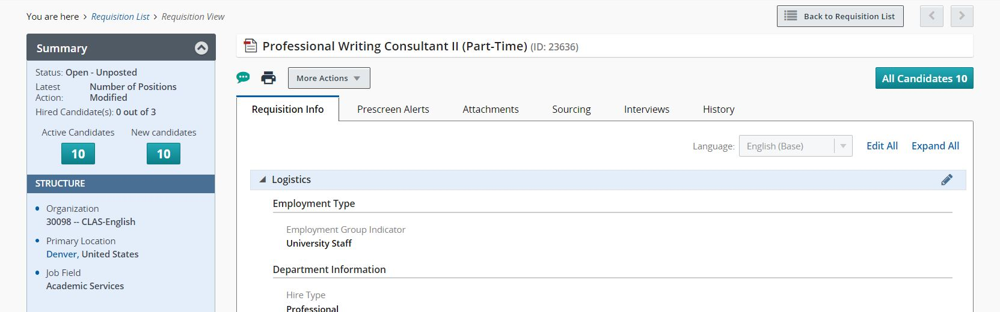 You are here > Requisition List > Requisition View
Back to Requisition List
Summary
Status: Open - Unposted
Latest Action: Number of Positions Modified
Hired Candidate(s): 0 out of 3
Active Candidates New candidates
10 10
STRUCTURE
Organization
30098 -- CLAS-English
Primary Location
Denver, United States
Job Field
Academic Services
Professional Writing Consultant II (Part-Time) (ID: 23636)
More Actions
All Candidates 10
Requisition Info Prescreen Alerts Attachments Sourcing Interviews History
Language: English (Base) Edit All Expand All
Logistics
Employment Type
Employment Group Indicator
University Staff
Department Information
Hire Type
Professional